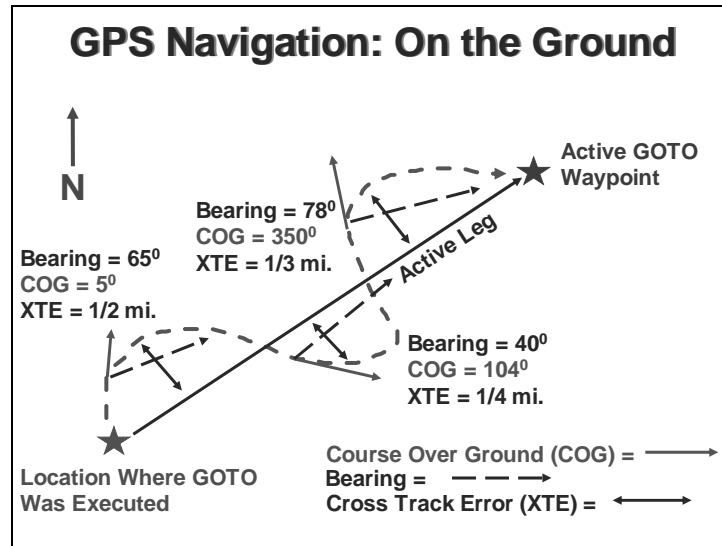 GPS Navigation: On the Ground
N
Active GOTO
Waypoint
Bearing = 78⁰
COG = 350⁰
XTE = 1/3 mi.
Active Leg
Bearing = 65⁰
COG = 5⁰
XTE = 1/2 mi.
Bearing = 40⁰
COG = 104⁰
XTE = 1/4 mi.
Location Where GOTO
Was Executed
Course Over Ground (COG) =
Bearing =
Cross Track Error (XTE) =